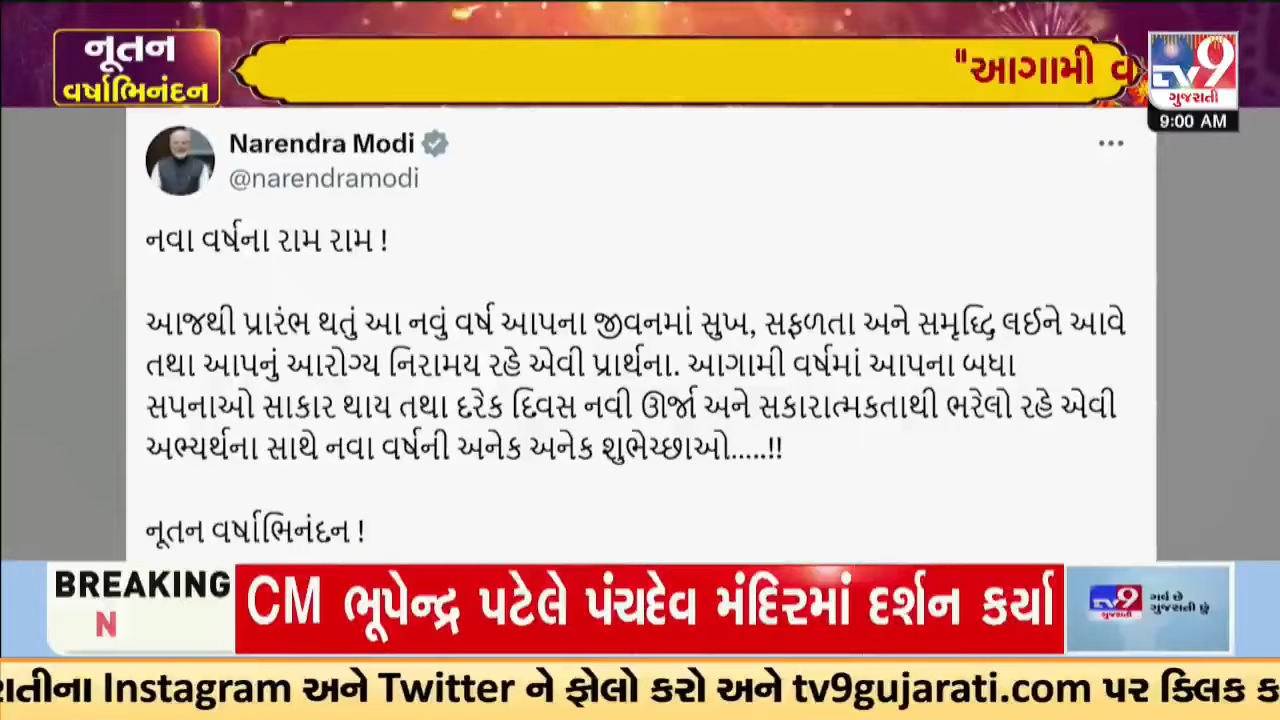 નૂતન
વર્ષાભિનંદન
"આગામી
TV9
ગુજરાતી
9:00 AM
Narendra Modi
@narendramodi
નવા વર્ષના રામ રામ !
આજથી પ્રારંભ થતું આ નવું વર્ષ આપના જીવનમાં સુખ, સફળતા અને સમૃદ્ધિ લઈને આવે
તથા આપનું આરોગ્ય નિરામય રહે એવી પ્રાર્થના. આગામી વર્ષમાં આપના બધા
સપનાઓ સાકાર થાય તથા દરેક દિવસ નવી ઊર્જા અને સકારાત્મકતાથી ભરેલો રહે એવી
અભ્યર્થના સાથે નવા વર્ષની અનેક અનેક શુભેચ્છાઓ.....!!
નૂતન વર્ષાભિનંદન !
BREAKING
N
CM ભૂપેન્દ્ર પટેલે પંચદેવ મંદિરમાં દર્શન કર્યા
TV9
ગુજરાતી
ગર્વ છે
ગુજરાતી છું
Instagram અને Twitter ને ફોલો કરો અને tv9gujarati.com પર ક્લિક